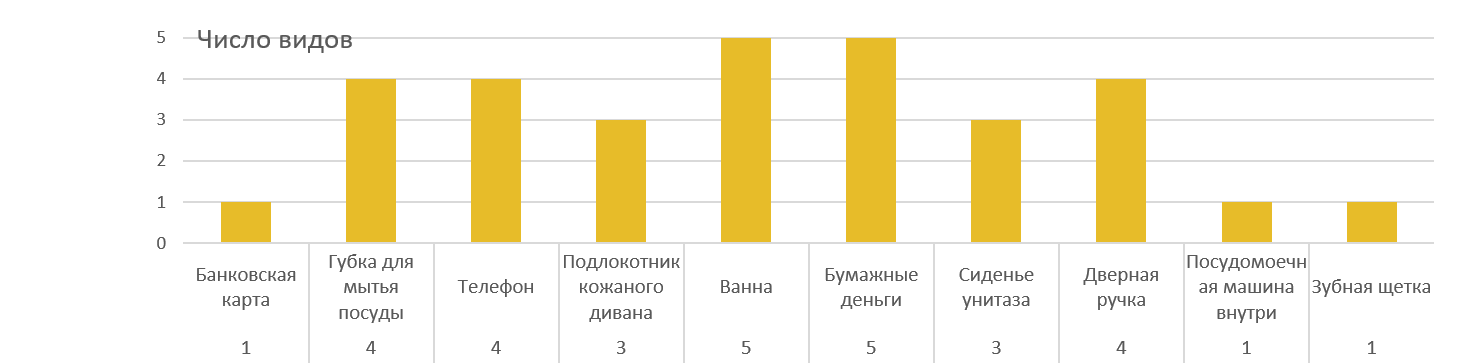 Число видов
5
4
3
2
1
0
Банковская
карта
Губка для
мытья
посуды
Телефон
Подлокотник
кожаного
дивана
Ванна
Бумажные
деньги
Сиденье
унитаза
Дверная
ручка
Посудомоечн
ая машина
внутри
Зубная щетка
1 4 4 3 5 5 3 4 1 1